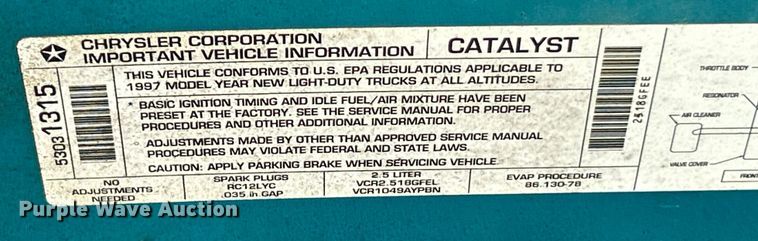 CHRYSLER CORPORATION
IMPORTANT VEHICLE INFORMATION
CATALYST
THIS VEHICLE CONFORMS TO U.S. EPA REGULATIONS APPLICABLE TO
1997 MODEL YEAR NEW LIGHT-DUTY TRUCKS AT ALL ALTITUDES.
* BASIC IGNITION TIMING AND IDLE FUEL/AIR MIXTURE HAVE BEEN
PRESET AT THE FACTORY. SEE THE SERVICE MANUAL FOR PROPER
PROCEDURES AND OTHER ADDITIONAL INFORMATION.
* ADJUSTMENTS MADE BY OTHER THAN APPROVED SERVICE MANUAL
PROCEDURES MAY VIOLATE FEDERAL AND STATE LAWS.
CAUTION: APPLY PARKING BRAKE WHEN SERVICING VEHICLE.
53031315
2518GFEE
NO
ADJUSTMENTS
NEEDED
SPARK PLUGS
RC12LYC
.035 in GAP
2.5 LITER
VCR2.518GFEL
VCR1049AYPBN
EVAP PROCEDURE
86.130-78
THROTTLE BODY
RESONATOR
AIR CLEANER
VALVE COVER
FRONT
Purple Wave Auction